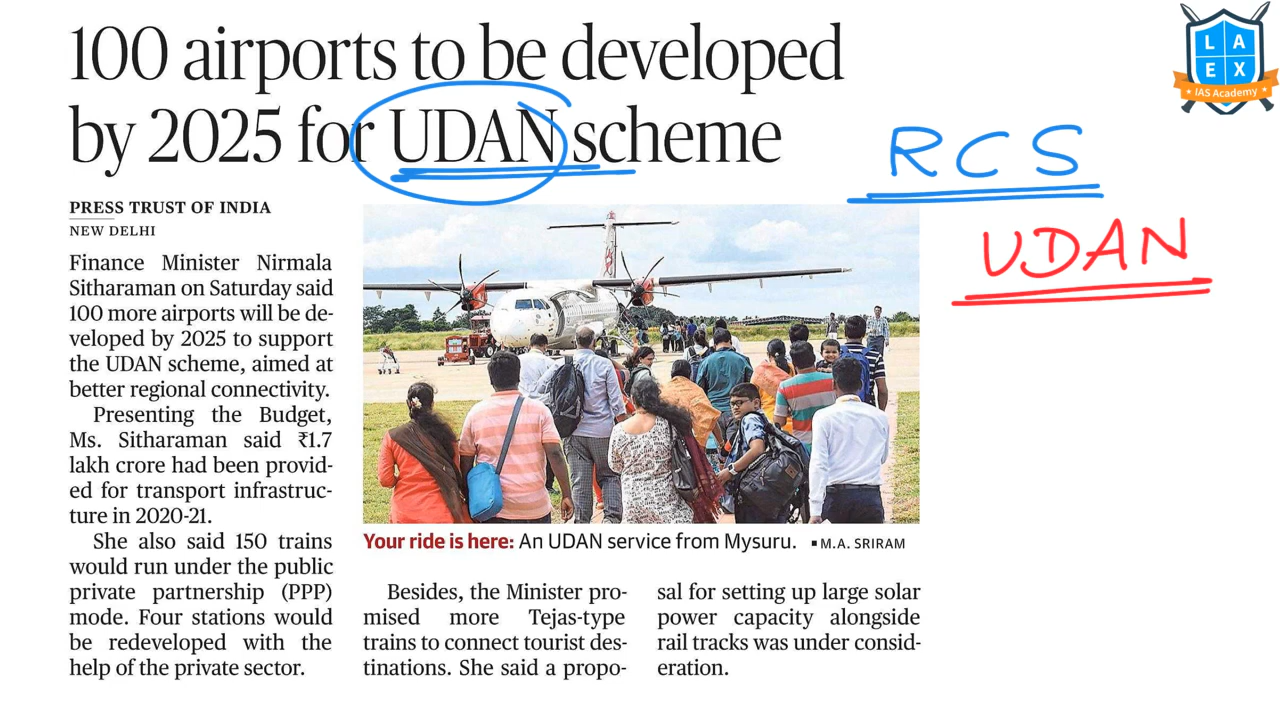 100 airports to be developed
by 2025 for UDAN scheme
PRESS TRUST OF INDIA
NEW DELHI
Finance Minister Nirmala
Sitharaman on Saturday said
100 more airports will be de-
veloped by 2025 to support
the UDAN scheme, aimed at
better regional connectivity.
Presenting the Budget,
Ms. Sitharaman said ₹1.7
lakh crore had been provid-
ed for transport infrastruc-
ture in 2020-21.
She also said 150 trains
would run under the public
private partnership (PPP)
mode. Four stations would
be redeveloped with the
help of the private sector.
Your ride is here: An UDAN service from Mysuru. ▪ M.A. SRIRAM
Besides, the Minister pro-
mised more Tejas-type
trains to connect tourist des-
tinations. She said a propo-
sal for setting up large solar
power capacity alongside
rail tracks was under consid-
eration.
RCS
UDAN
L A
E X
IAS Academy